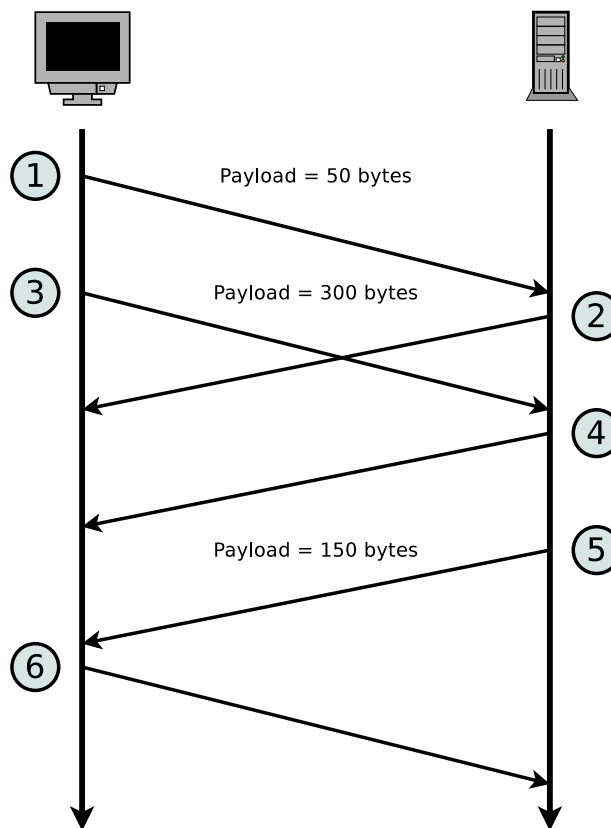 1
Payload = 50 bytes
3
Payload = 300 bytes
2
4
Payload = 150 bytes
5
6